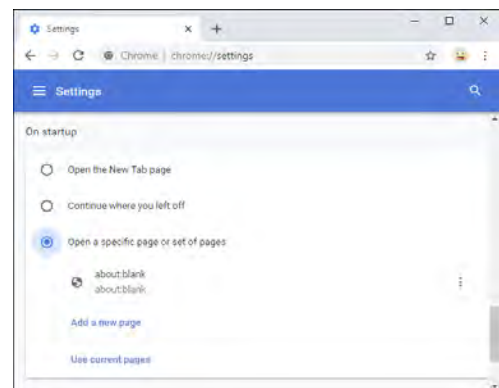 Settings
Chrome | chrome://settings
Settings
On startup
Open the New Tab page
Continue where you left off
Open a specific page or set of pages
about:blank
about:blank
Add a new page
Use current pages